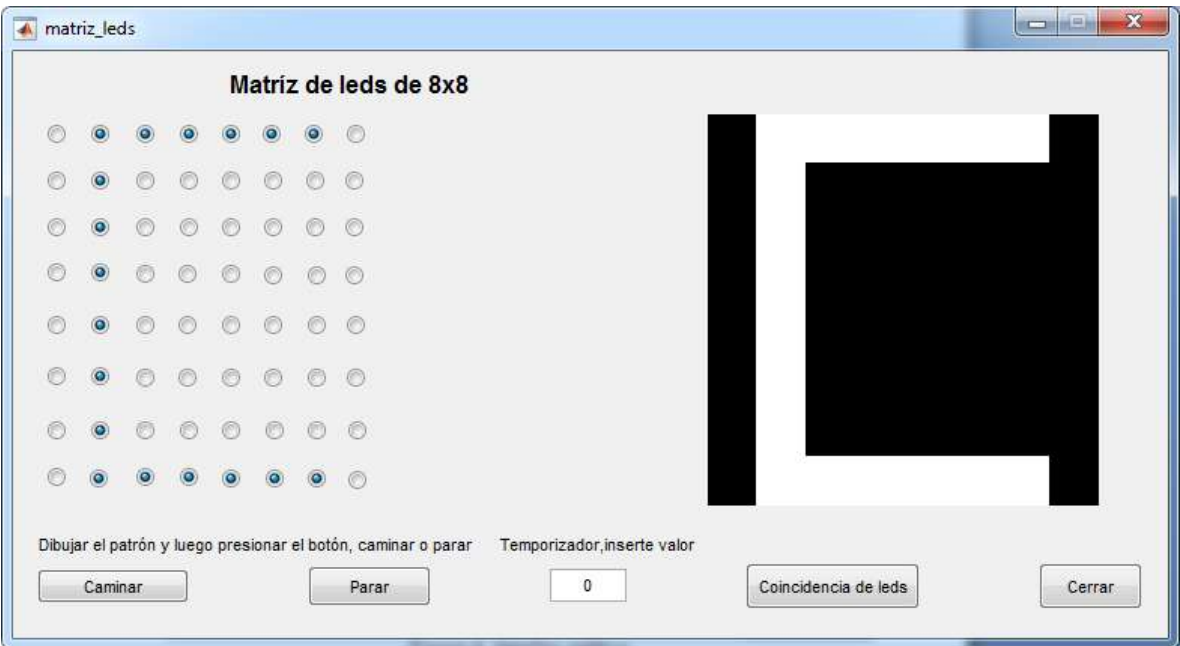 matriz_leds
Matríz de leds de 8x8
Dibujar el patrón y luego presionar el botón, caminar o parar
Temporizador,inserte valor
Caminar
Parar
0
Coincidencia de leds
Cerrar